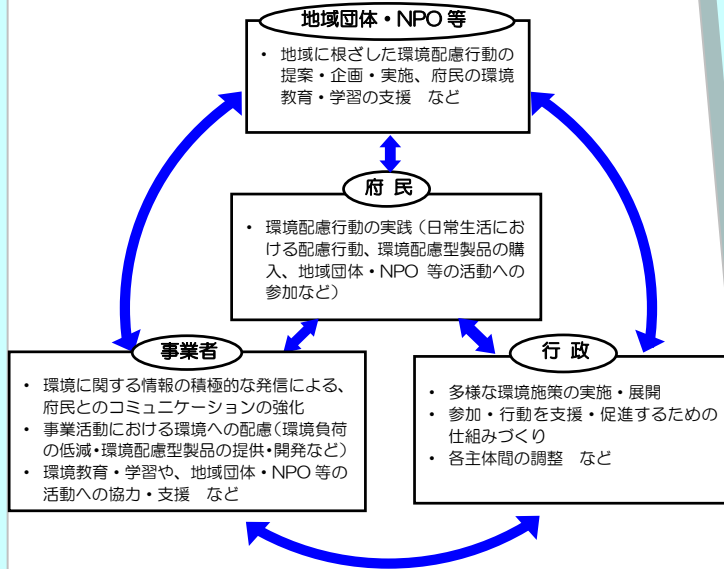 地域団体・NPO 等
・ 地域に根ざした環境配慮行動の
提案・企画・実施、府民の環境
教育・学習の支援　など
府 民
・ 環境配慮行動の実践（日常生活にお
ける配慮行動、環境配慮型製品の購
入、地域団体・NPO 等の活動への
参加など）
事業者
・ 環境に関する情報の積極的な発信による、
府民とのコミュニケーションの強化
・ 事業活動における環境への配慮（環境負荷
の低減・環境配慮型製品の提供・開発など）
・ 環境教育・学習や、地域団体・NPO 等の
活動への協力・支援　など
行 政
・ 多様な環境施策の実施・展開
・ 参加・行動を支援・促進するための
仕組みづくり
・ 各主体間の調整　など